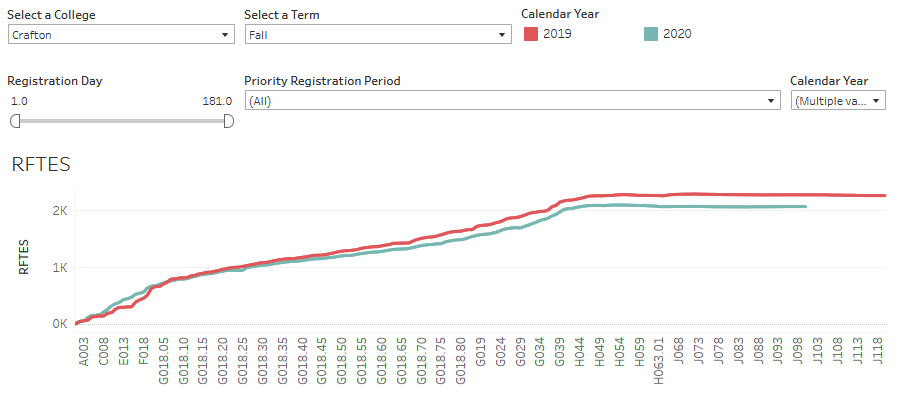 Select a College
Select a Term
Calendar Year
Crafton
Fall
2019
2020
Registration Day
Priority Registration Period
Calendar Year
1.0
181.0
(All)
(Multiple va...
RFTES
RFTES
2K
1K
0K
A003
C008
E013
F018
G018.05
G018.10
G018.15
G018.20
G018.25
G018.30
G018.35
G018.40
G018.45
G018.50
G018.55
G018.60
G018.65
G018.70
G018.75
G018.80
G019
G024
G029
G034
G039
H044
H049
H054
H059
H063.01
J068
J073
J078
J083
J088
J093
J098
J103
J108
J113
J118